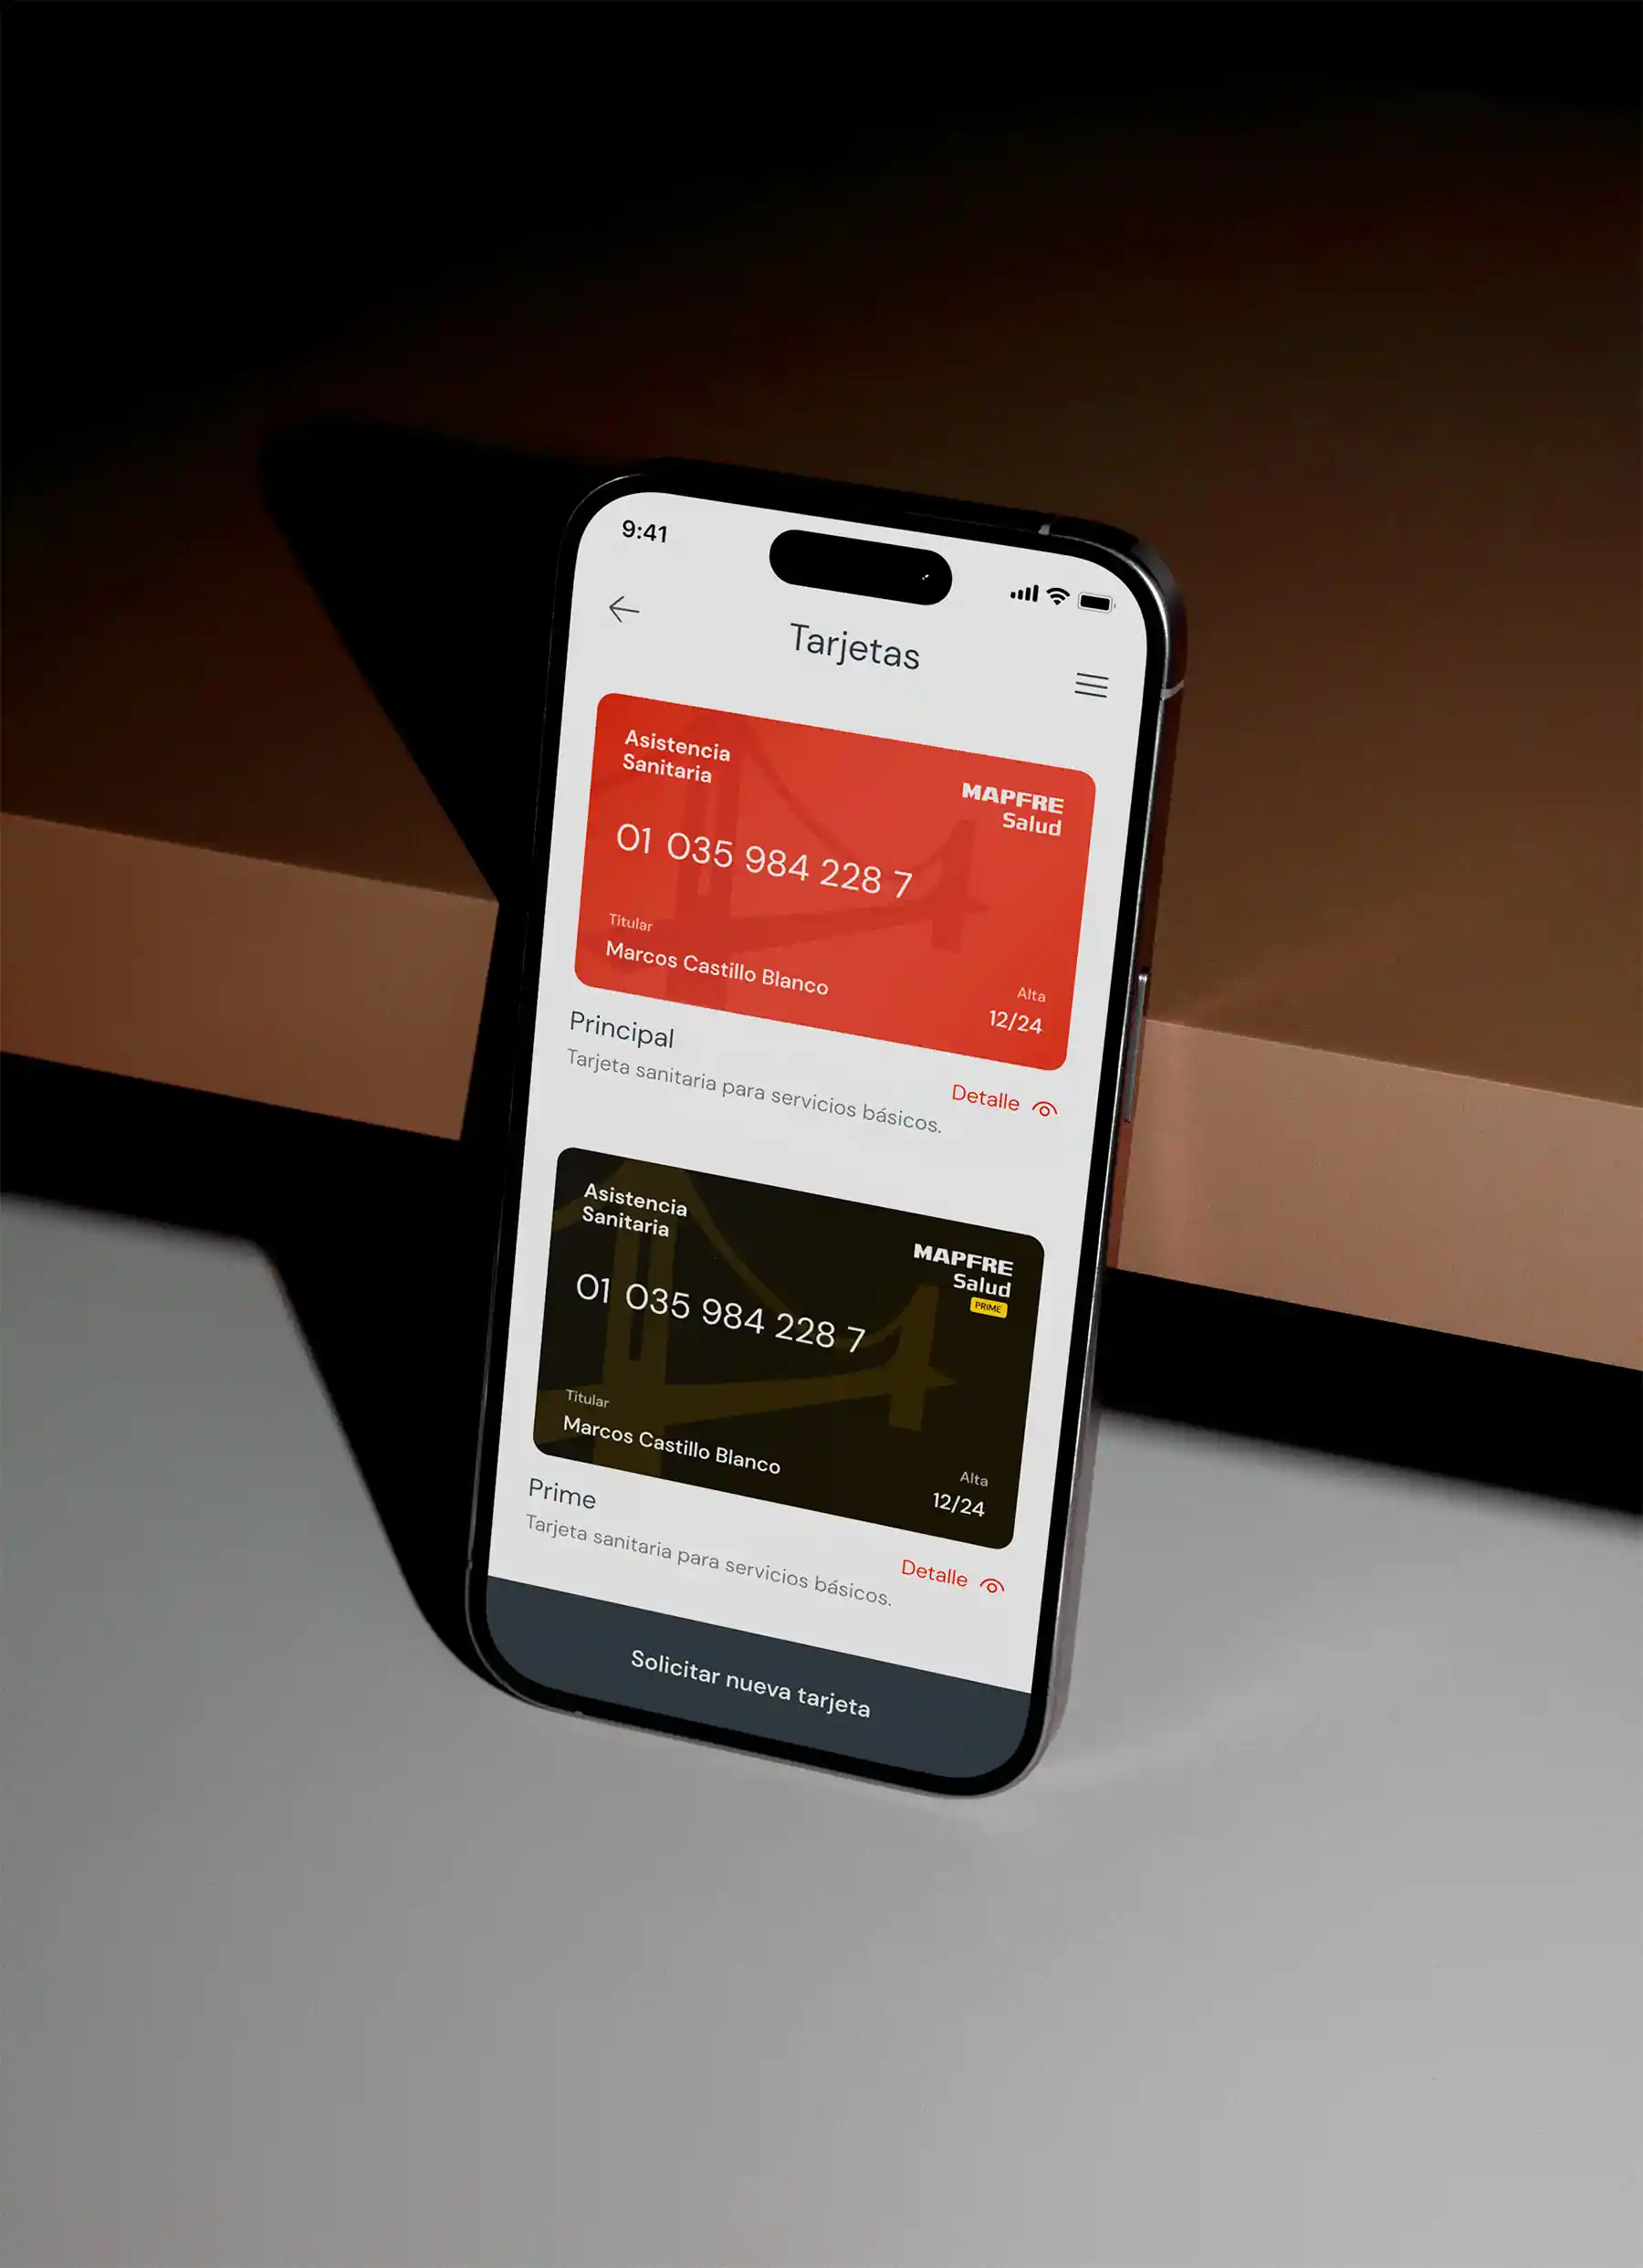 9:41
Tarjetas
Asistencia
Sanitaria
MAPFRE
Salud
01 035 984 228 7
Titular
Marcos Castillo Blanco
Alta
12/24
Principal
Tarjeta sanitaria para servicios básicos.
Detalle
Asistencia
Sanitaria
MAPFRE
Salud
PRIME
01 035 984 228 7
Titular
Marcos Castillo Blanco
Alta
12/24
Prime
Tarjeta sanitaria para servicios básicos.
Detalle
Solicitar nueva tarjeta